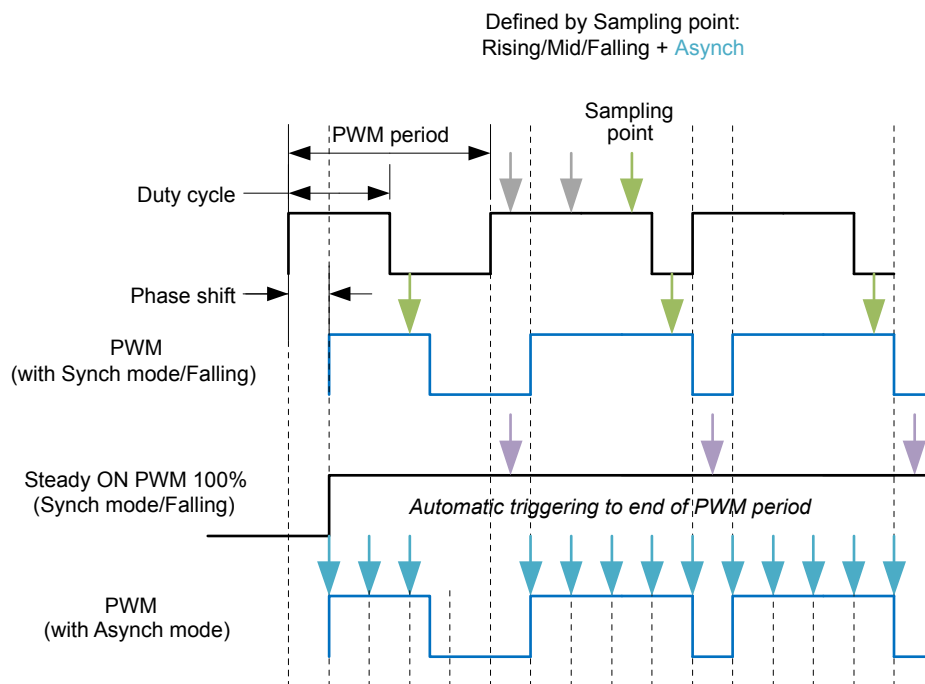 Defined by Sampling point:
Rising/Mid/Falling + Asynch
Sampling
point
PWM period
Duty cycle
Phase shift
PWM
(with Synch mode/Falling)
Steady ON PWM 100%
(Synch mode/Falling)
Automatic triggering to end of PWM period
PWM
(with Asynch mode)